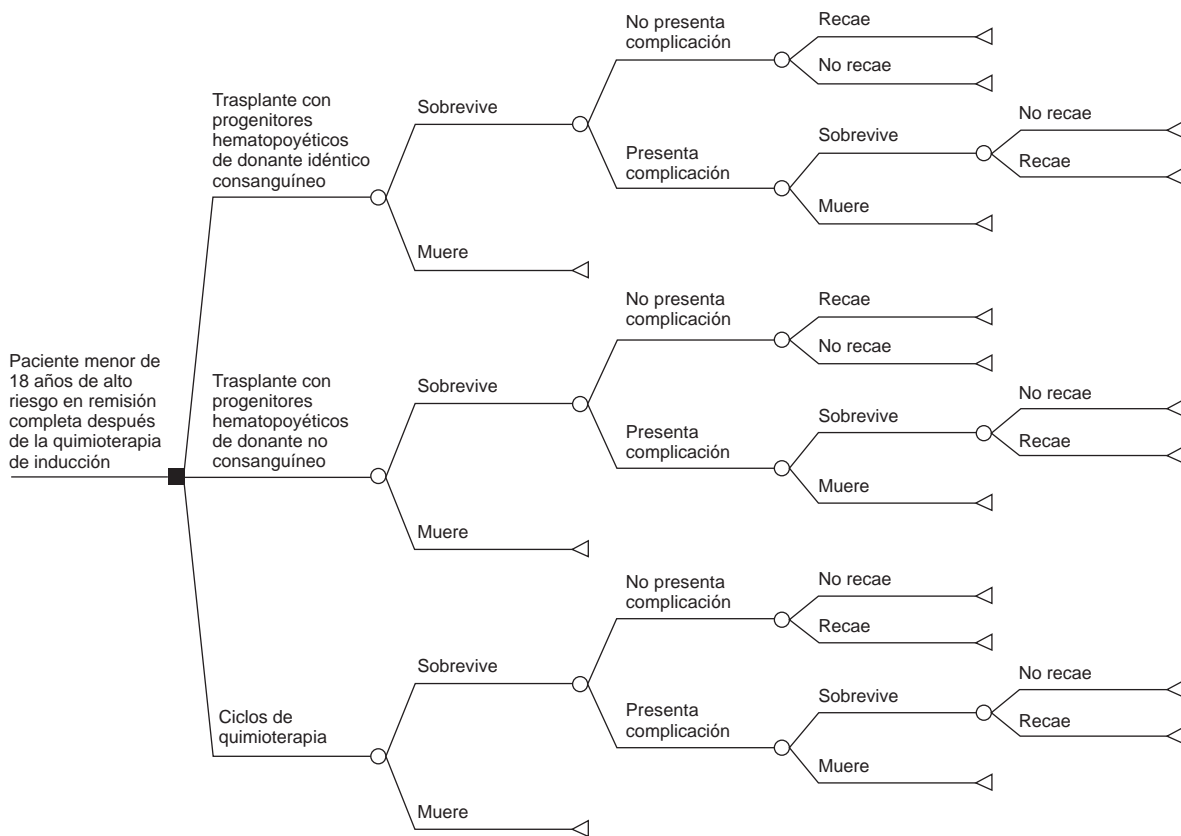 Paciente menor de
18 años de alto
riesgo en remisión
completa después
de la quimioterapia
de inducción
Trasplante con
progenitores
hematopoyéticos
de donante idéntico
consanguíneo
Sobrevive
No presenta
complicación
Recae
No recae
Presenta
complicación
Sobrevive
No recae
Recae
Muere
Muere
Trasplante con
progenitores
hematopoyéticos
de donante no
consanguíneo
Sobrevive
No presenta
complicación
Recae
No recae
Presenta
complicación
Sobrevive
No recae
Recae
Muere
Muere
Ciclos de
quimioterapia
Sobrevive
No presenta
complicación
No recae
Recae
Presenta
complicación
Sobrevive
No recae
Recae
Muere
Muere